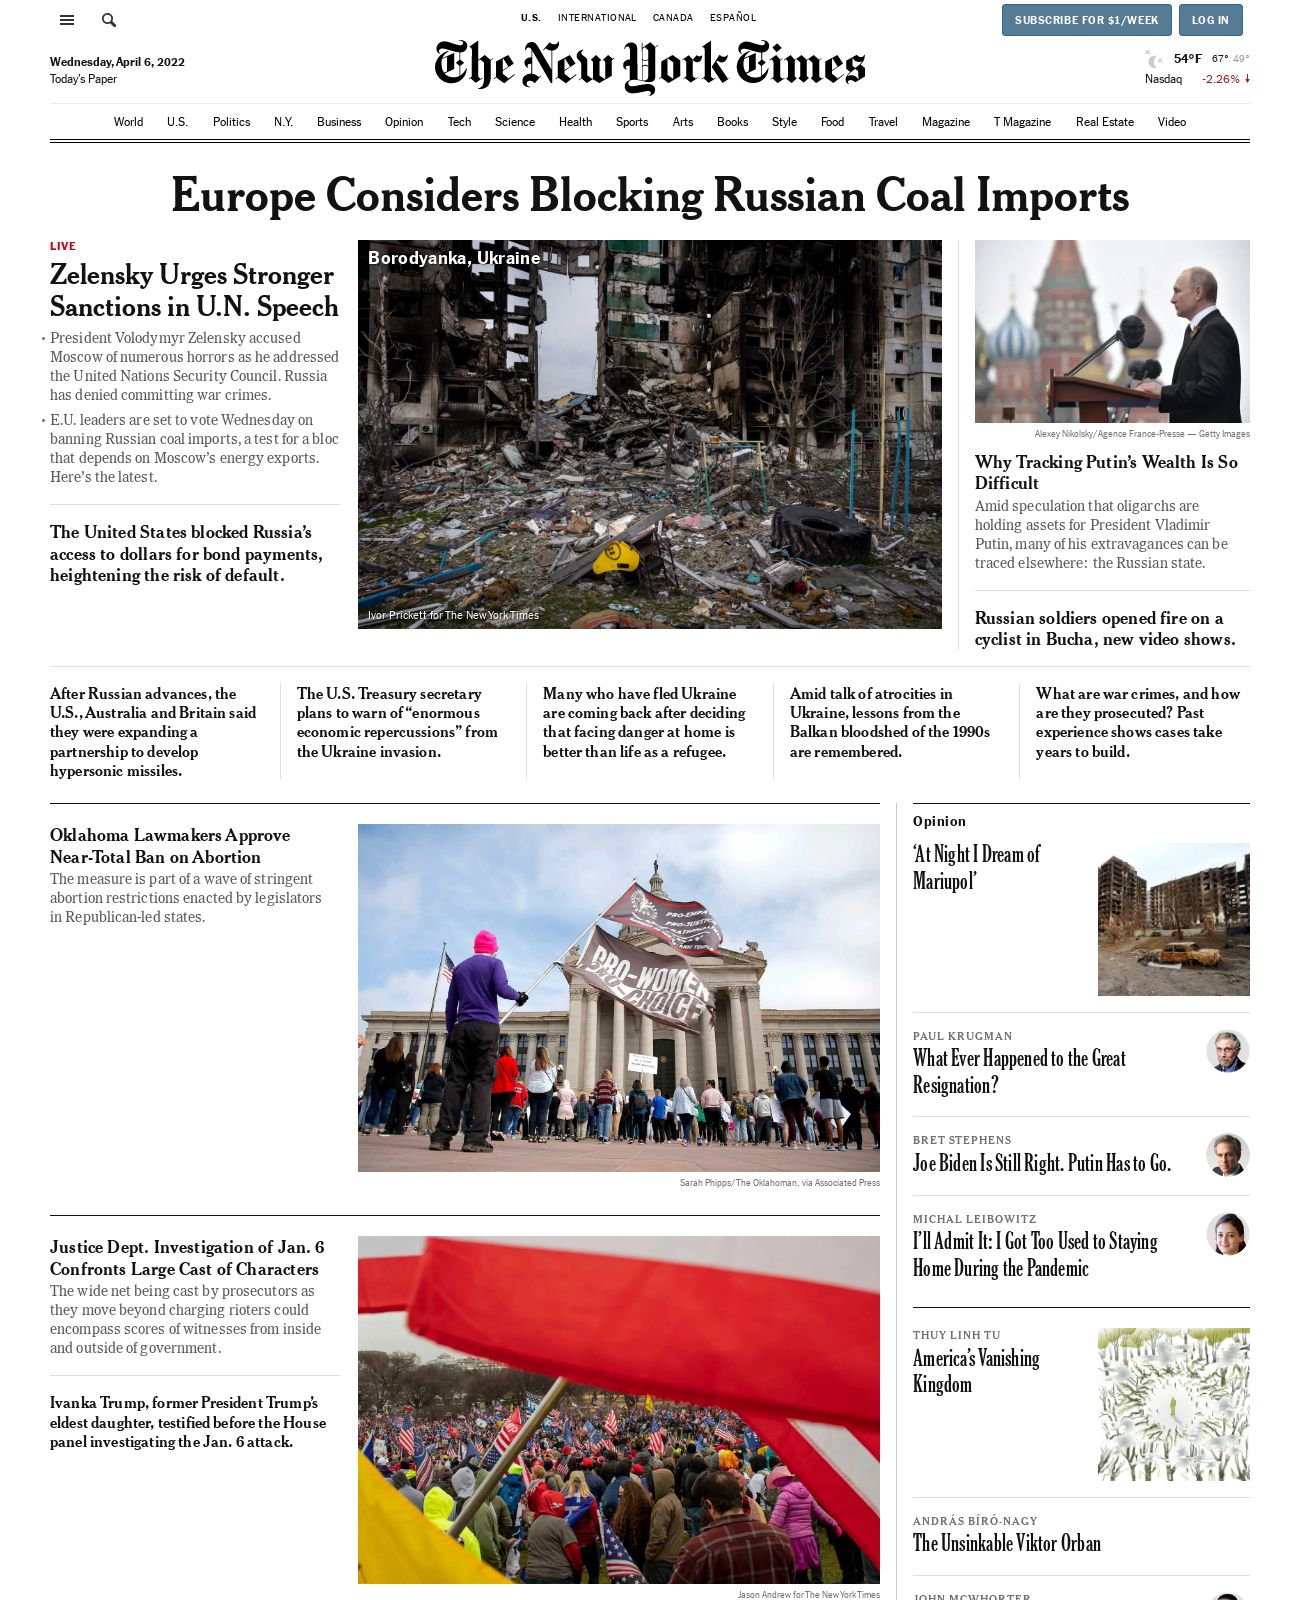 U.S. INTERNATIONAL CANADA ESPAÑOL
SUBSCRIBE FOR $1/WEEK
LOG IN
Wednesday, April 6, 2022
Today's Paper
The New York Times
54°F 67° 49°
Nasdaq -2.26%
World U.S. Politics N.Y. Business Opinion Tech Science Health Sports Arts Books Style Food Travel Magazine T Magazine Real Estate Video
Europe Considers Blocking Russian Coal Imports
LIVE
Zelensky Urges Stronger
Sanctions in U.N. Speech
• President Volodymyr Zelensky accused
Moscow of numerous horrors as he addressed
the United Nations Security Council. Russia
has denied committing war crimes.
• E.U. leaders are set to vote Wednesday on
banning Russian coal imports, a test for a bloc
that depends on Moscow's energy exports.
Here's the latest.
The United States blocked Russia's
access to dollars for bond payments,
heightening the risk of default.
Borodyanka, Ukraine
Ivor Prickett for The New York Times
Alexey Nikolsky/Agence France-Presse — Getty Images
Why Tracking Putin's Wealth Is So
Difficult
Amid speculation that oligarchs are
holding assets for President Vladimir
Putin, many of his extravagances can be
traced elsewhere: the Russian state.
Russian soldiers opened fire on a
cyclist in Bucha, new video shows.
After Russian advances, the
U.S., Australia and Britain said
they were expanding a
partnership to develop
hypersonic missiles.
The U.S. Treasury secretary
plans to warn of “enormous
economic repercussions” from
the Ukraine invasion.
Many who have fled Ukraine
are coming back after deciding
that facing danger at home is
better than life as a refugee.
Amid talk of atrocities in
Ukraine, lessons from the
Balkan bloodshed of the 1990s
are remembered.
What are war crimes, and how
are they prosecuted? Past
experience shows cases take
years to build.
Oklahoma Lawmakers Approve
Near-Total Ban on Abortion
The measure is part of a wave of stringent
abortion restrictions enacted by legislators
in Republican-led states.
PRO-EMPATHY
PRO-JUSTICE
PRO-WOMEN
PRO-CHOICE
Sarah Phipps/The Oklahoman, via Associated Press
Justice Dept. Investigation of Jan. 6
Confronts Large Cast of Characters
The wide net being cast by prosecutors as
they move beyond charging rioters could
encompass scores of witnesses from inside
and outside of government.
Ivanka Trump, former President Trump's
eldest daughter, testified before the House
panel investigating the Jan. 6 attack.
Jason Andrew for The New York Times
Opinion
‘At Night I Dream of
Mariupol’
PAUL KRUGMAN
What Ever Happened to the Great
Resignation?
BRET STEPHENS
Joe Biden Is Still Right. Putin Has to Go.
MICHAL LEIBOWITZ
I'll Admit It: I Got Too Used to Staying
Home During the Pandemic
THUY LINH TU
America's Vanishing
Kingdom
ANDRÁS BÍRÓ-NAGY
The Unsinkable Viktor Orban
JOHN MCWHORTER